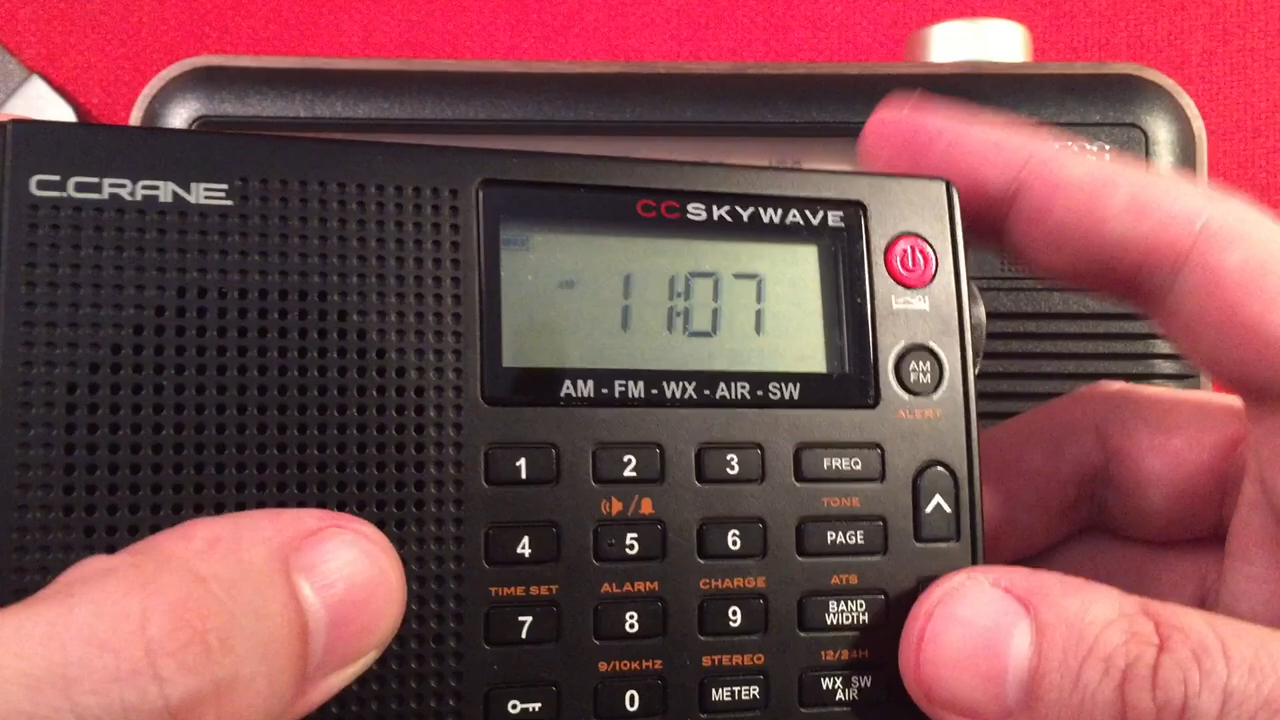 C.CRANE
CCSKYWAVE
11:07
AM - FM - WX - AIR - SW
AM
FM
ALERT
1 2 3 FREQ
TONE
4 5 6 PAGE
TIME SET ALARM CHARGE ATS
7 8 9 BAND
WIDTH
9/10KHZ STEREO 12/24H
0 METER WX SW
AIR